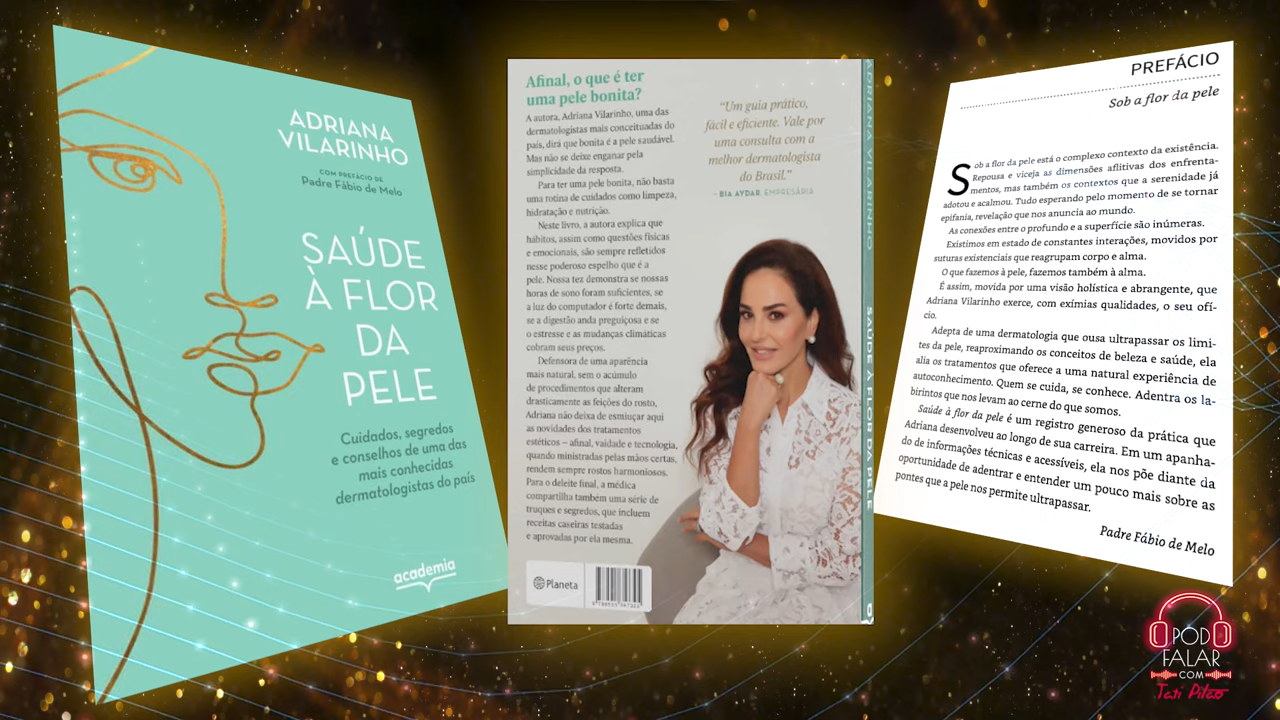 ADRIANA
VILARINHO
COM PREFÁCIO DE
Padre Fábio de Melo
SAÚDE
À FLOR
DA
PELE
Cuidados, segredos
e conselhos de uma das
mais conhecidas
dermatologistas do país
academia
Afinal, o que é ter
uma pele bonita?
A autora, Adriana Vilarinho, uma das
dermatologistas mais conceituadas do
país, dirá que bonita é a pele saudável.
Mas não se deixe enganar pela
simplicidade da resposta.
Para ter uma pele bonita, não basta
uma rotina de cuidados como limpeza,
hidratação e nutrição.
Neste livro, a autora explica que
hábitos, assim como questões físicas
e emocionais, são sempre refletidos
nesse poderoso espelho que é a
pele. Nossa tez demonstra se nossas
horas de sono foram suficientes, se
a luz do computador é forte demais,
se a digestão anda preguiçosa e se
o estresse e as mudanças climáticas
cobram seus preços.
Defensora de uma aparência
mais natural, sem o acúmulo
de procedimentos que alteram
drasticamente as feições do rosto,
Adriana não deixa de esmiuçar aqui
as novidades dos tratamentos
estéticos – afinal, vaidade e tecnologia,
quando ministradas pelas mãos certas,
rendem sempre rostos harmoniosos.
Para o deleite final, a médica
compartilha também uma série de
truques e segredos, que incluem
receitas caseiras testadas
e aprovadas por ela mesma.
Planeta
"Um guia prático,
fácil e eficiente. Vale por
uma consulta com a
melhor dermatologista
do Brasil."
- BIA AYDAR, EMPRESÁRIA
ADRIANA VILARINHO
SAÚDE À FLOR DA PELE
PREFÁCIO
Sob a flor da pele
Sob a flor da pele está o complexo contexto da existência.
Repousa e viceja as dimensões aflitivas dos enfrenta-
mentos, mas também os contextos que a serenidade já
adotou e acalmou. Tudo esperando pelo momento de se tornar
epifania, revelação que nos anuncia ao mundo.
As conexões entre o profundo e a superfície são inúmeras.
Existimos em estado de constantes interações, movidos por
suturas existenciais que reagrupam corpo e alma.
O que fazemos à pele, fazemos também à alma.
É assim, movida por uma visão holística e abrangente, que
Adriana Vilarinho exerce, com exímias qualidades, o seu ofí-
cio.
Adepta de uma dermatologia que ousa ultrapassar os limi-
tes da pele, reaproximando os conceitos de beleza e saúde, ela
alia os tratamentos que oferece a uma natural experiência de
autoconhecimento. Quem se cuida, se conhece. Adentra os la-
birintos que nos levam ao cerne do que somos.
Saúde à flor da pele é um registro generoso da prática que
Adriana desenvolveu ao longo de sua carreira. Em um apanha-
do de informações técnicas e acessíveis, ela nos põe diante da
oportunidade de adentrar e entender um pouco mais sobre as
pontes que a pele nos permite ultrapassar.
Padre Fábio de Melo
POD
FALAR
COM
Tati Pilão